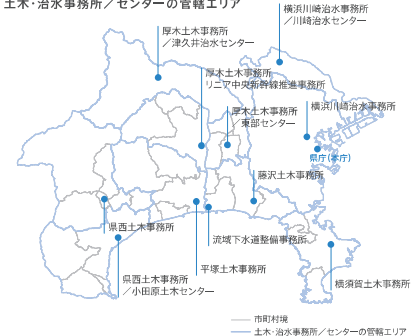 土木･治水事務所／センターの管轄エリア
横浜川崎治水事務所
／川崎治水センター
厚木土木事務所
／津久井治水センター
厚木土木事務所
リニア中央新幹線推進事務所
横浜川崎治水事務所
厚木土木事務所
／東部センター
県庁(本庁)
藤沢土木事務所
県西土木事務所
流域下水道整備事務所
平塚土木事務所
県西土木事務所
／小田原土木センター
横須賀土木事務所
市町村境
土木･治水事務所／センターの管轄エリア